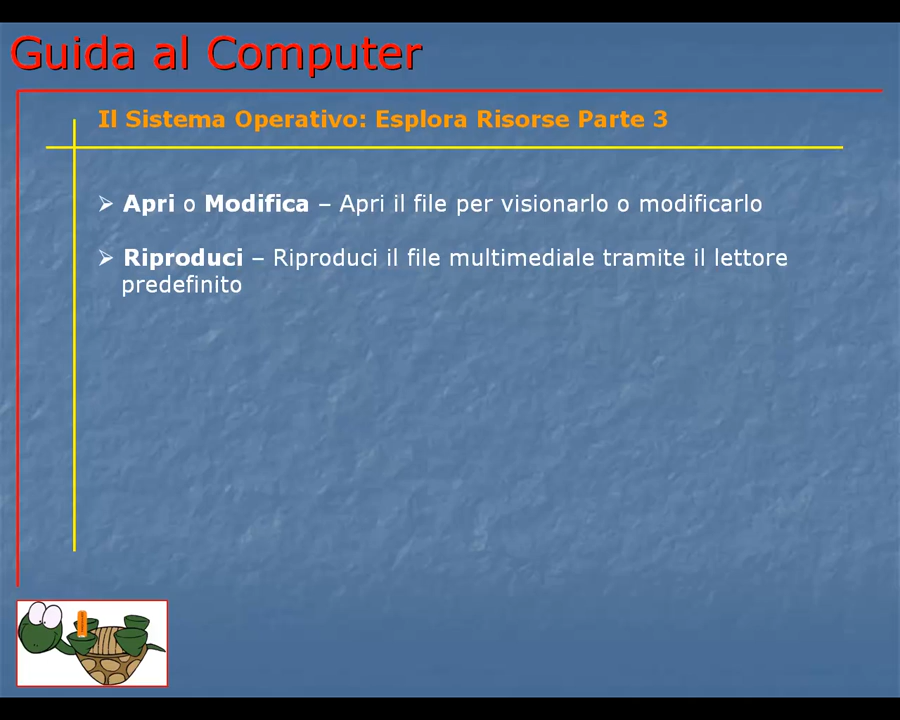 Guida al Computer
Il Sistema Operativo: Esplora Risorse Parte 3
➢ Apri o Modifica – Apri il file per visionarlo o modificarlo
➢ Riproduci – Riproduci il file multimediale tramite il lettore
predefinito